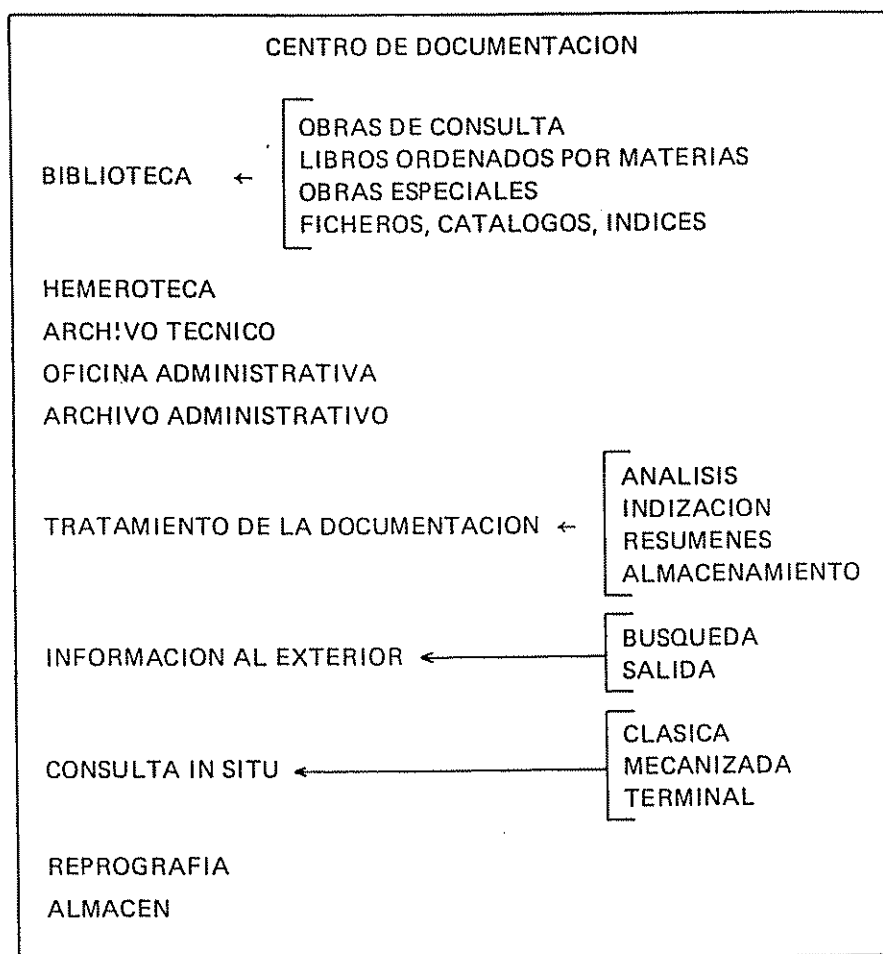 CENTRO DE DOCUMENTACION
BIBLIOTECA ←
OBRAS DE CONSULTA
LIBROS ORDENADOS POR MATERIAS
OBRAS ESPECIALES
FICHEROS, CATALOGOS, INDICES
HEMEROTECA
ARCHIVO TECNICO
OFICINA ADMINISTRATIVA
ARCHIVO ADMINISTRATIVO
TRATAMIENTO DE LA DOCUMENTACION ←
ANALISIS
INDIZACION
RESUMENES
ALMACENAMIENTO
INFORMACION AL EXTERIOR ←
BUSQUEDA
SALIDA
CONSULTA IN SITU ←
CLASICA
MECANIZADA
TERMINAL
REPROGRAFIA
ALMACEN